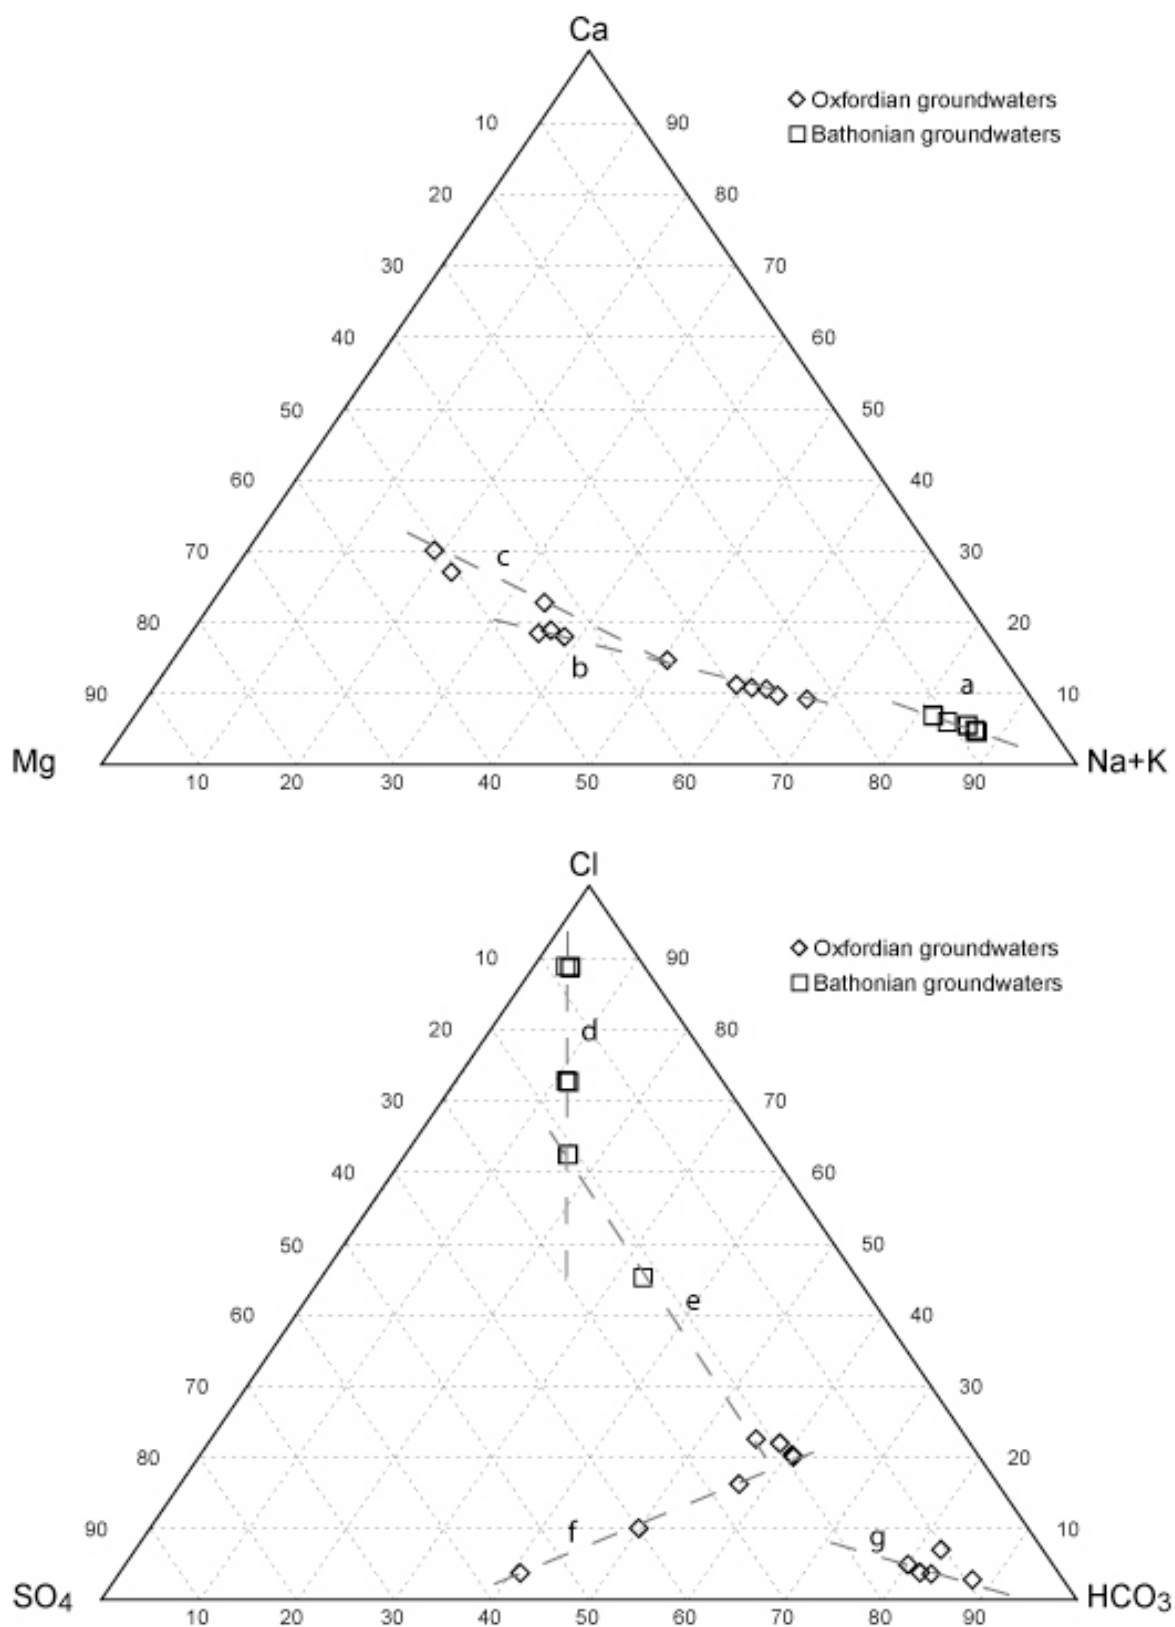 Ca
Oxfordian groundwaters
10 90
Bathonian groundwaters
20 80
30 70
40 60
50 50
60 40
c
70 30
80 20
b
a
90 10
Mg Na+K
10 20 30 40 50 60 70 80 90
Cl
Oxfordian groundwaters
10 90
Bathonian groundwaters
20 d 80
30 70
40 60
50 50
e
60 40
70 30
80 20
90 f g 10
SO4 HCO3
10 20 30 40 50 60 70 80 90